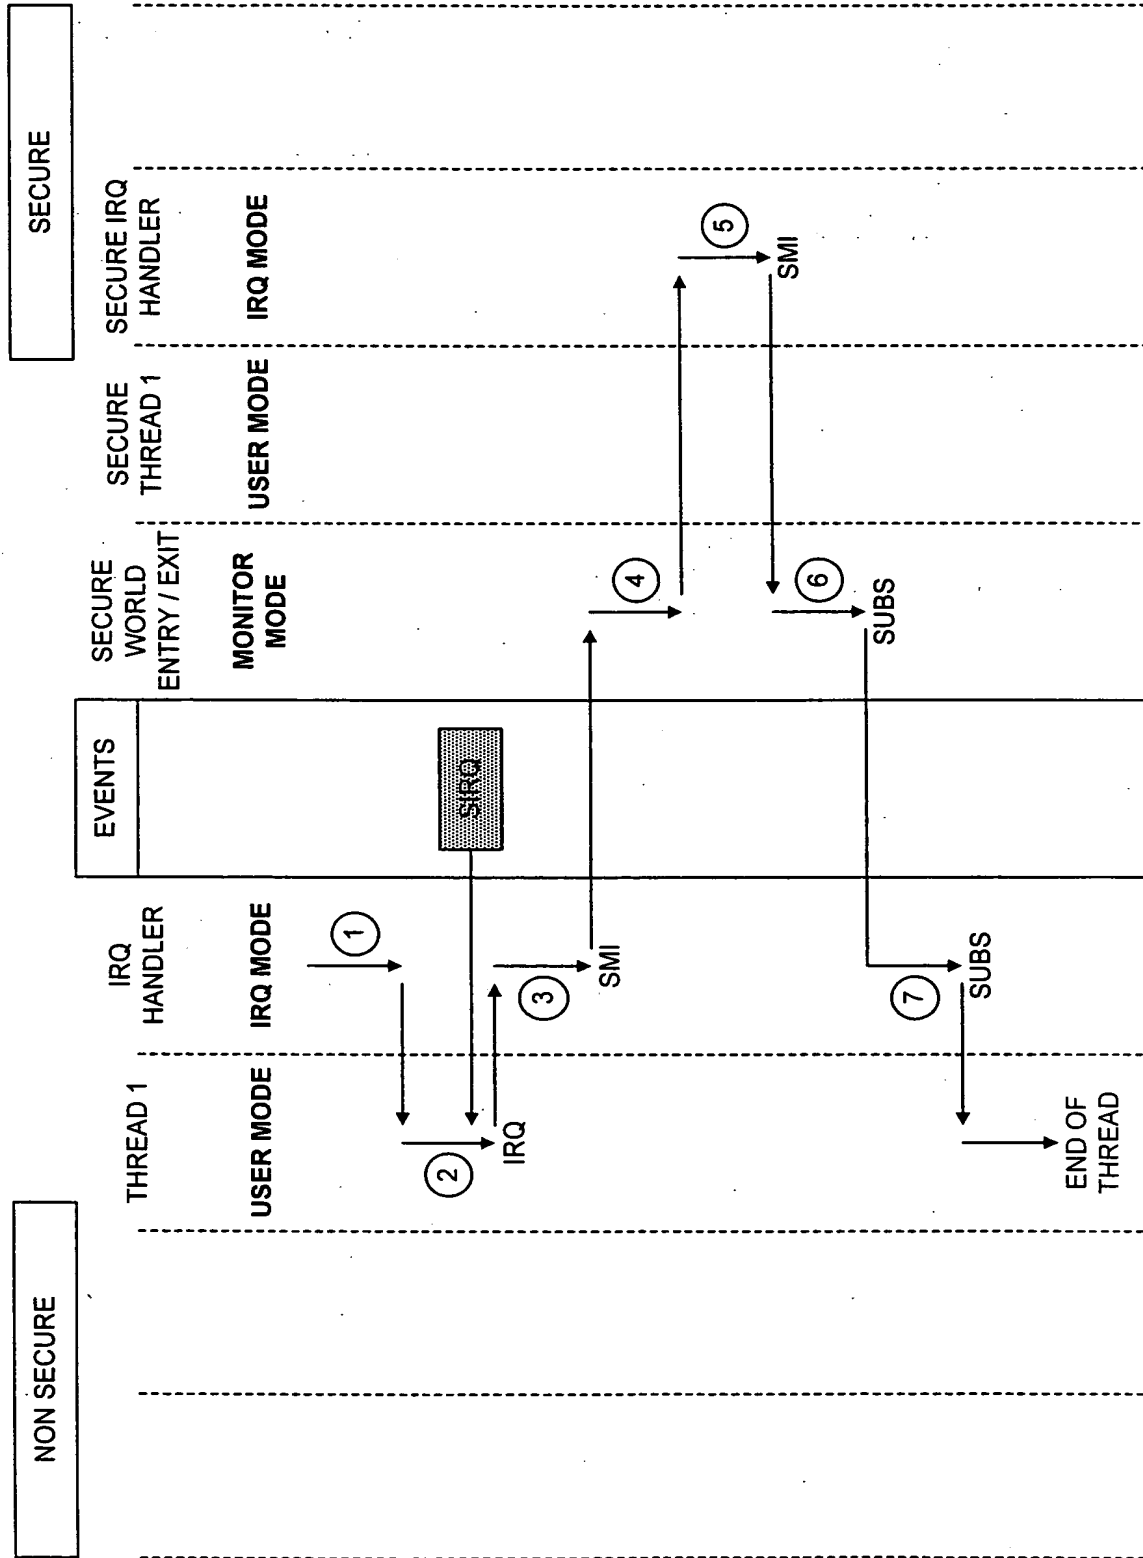 NON SECURE
SECURE
THREAD 1
USER MODE
IRQ
HANDLER
IRQ MODE
EVENTS
SECURE
WORLD
ENTRY / EXIT
MONITOR
MODE
SECURE
THREAD 1
USER MODE
SECURE IRQ
HANDLER
IRQ MODE
1
2
SIRQ
IRQ
3
SMI
4
5
SMI
6
SUBS
7
SUBS
END OF
THREAD